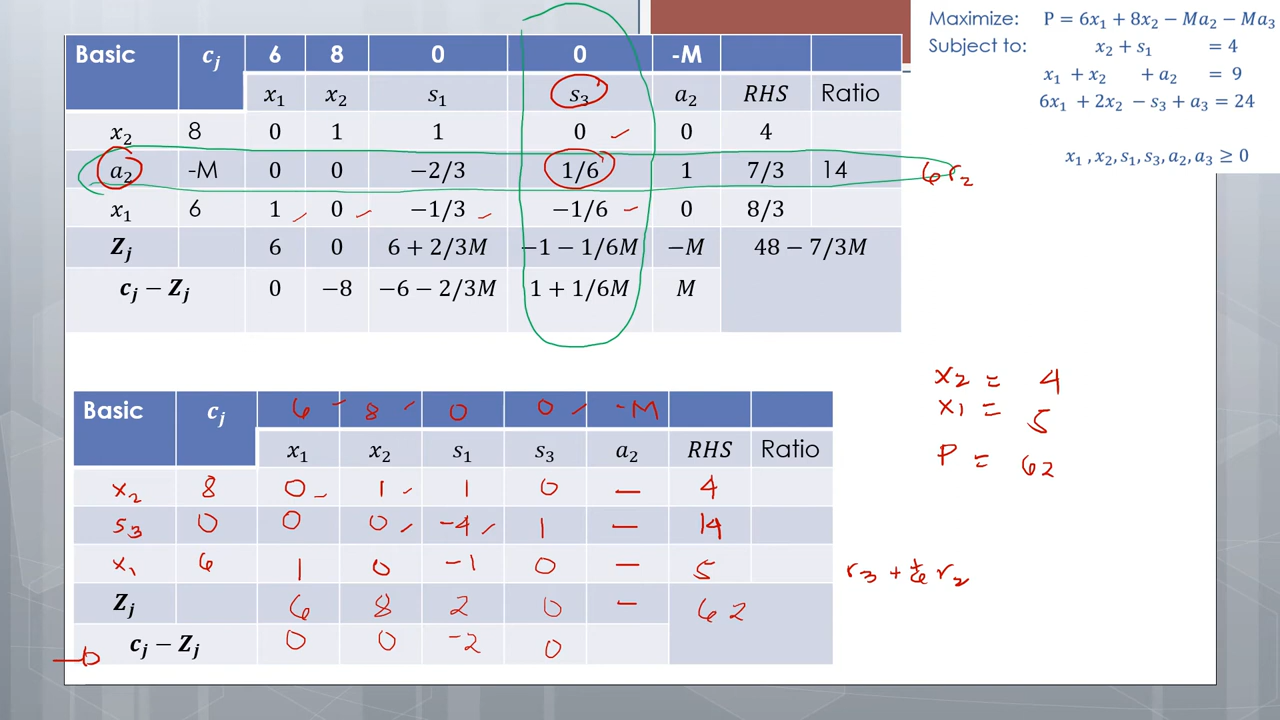 Maximize: P = 6x₁ + 8x₂ − Ma₂ − Ma₃
Subject to: x₂ + s₁ = 4
x₁ + x₂ + a₂ = 9
6x₁ + 2x₂ − s₃ + a₃ = 24
x₁ , x₂, s₁, s₃, a₂, a₃ ≥ 0
Basic cⱼ 6 8 0 0 -M
x₁ x₂ s₁ s₃ a₂ RHS Ratio
x₂ 8 0 1 1 0 0 4
a₂ -M 0 0 −2/3 1/6 1 7/3 14 6r₂
x₁ 6 1 0 −1/3 −1/6 0 8/3
Zⱼ 6 0 6 + 2/3M −1 − 1/6M −M 48 − 7/3M
cⱼ − Zⱼ 0 −8 −6 − 2/3M 1 + 1/6M M
x₂ = 4
x₁ = 5
P = 62
Basic cⱼ 6 8 0 0 -M
x₁ x₂ s₁ s₃ a₂ RHS Ratio
x₂ 8 0 1 1 0 — 4
s₃ 0 0 0 -4 1 — 14
x₁ 6 1 0 -1 0 — 5 r₃ + 1/6 r₂
Zⱼ 6 8 2 0 - 62
cⱼ − Zⱼ 0 0 -2 0